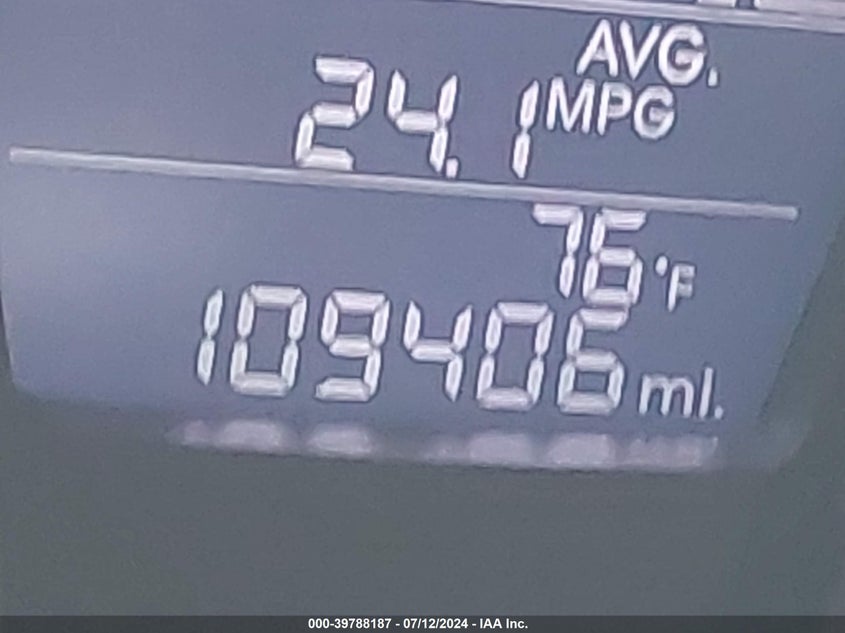 AVG.
24.1 MPG
76°F
109406 ml.
000-39788187 - 07/12/2024 - IAA Inc.